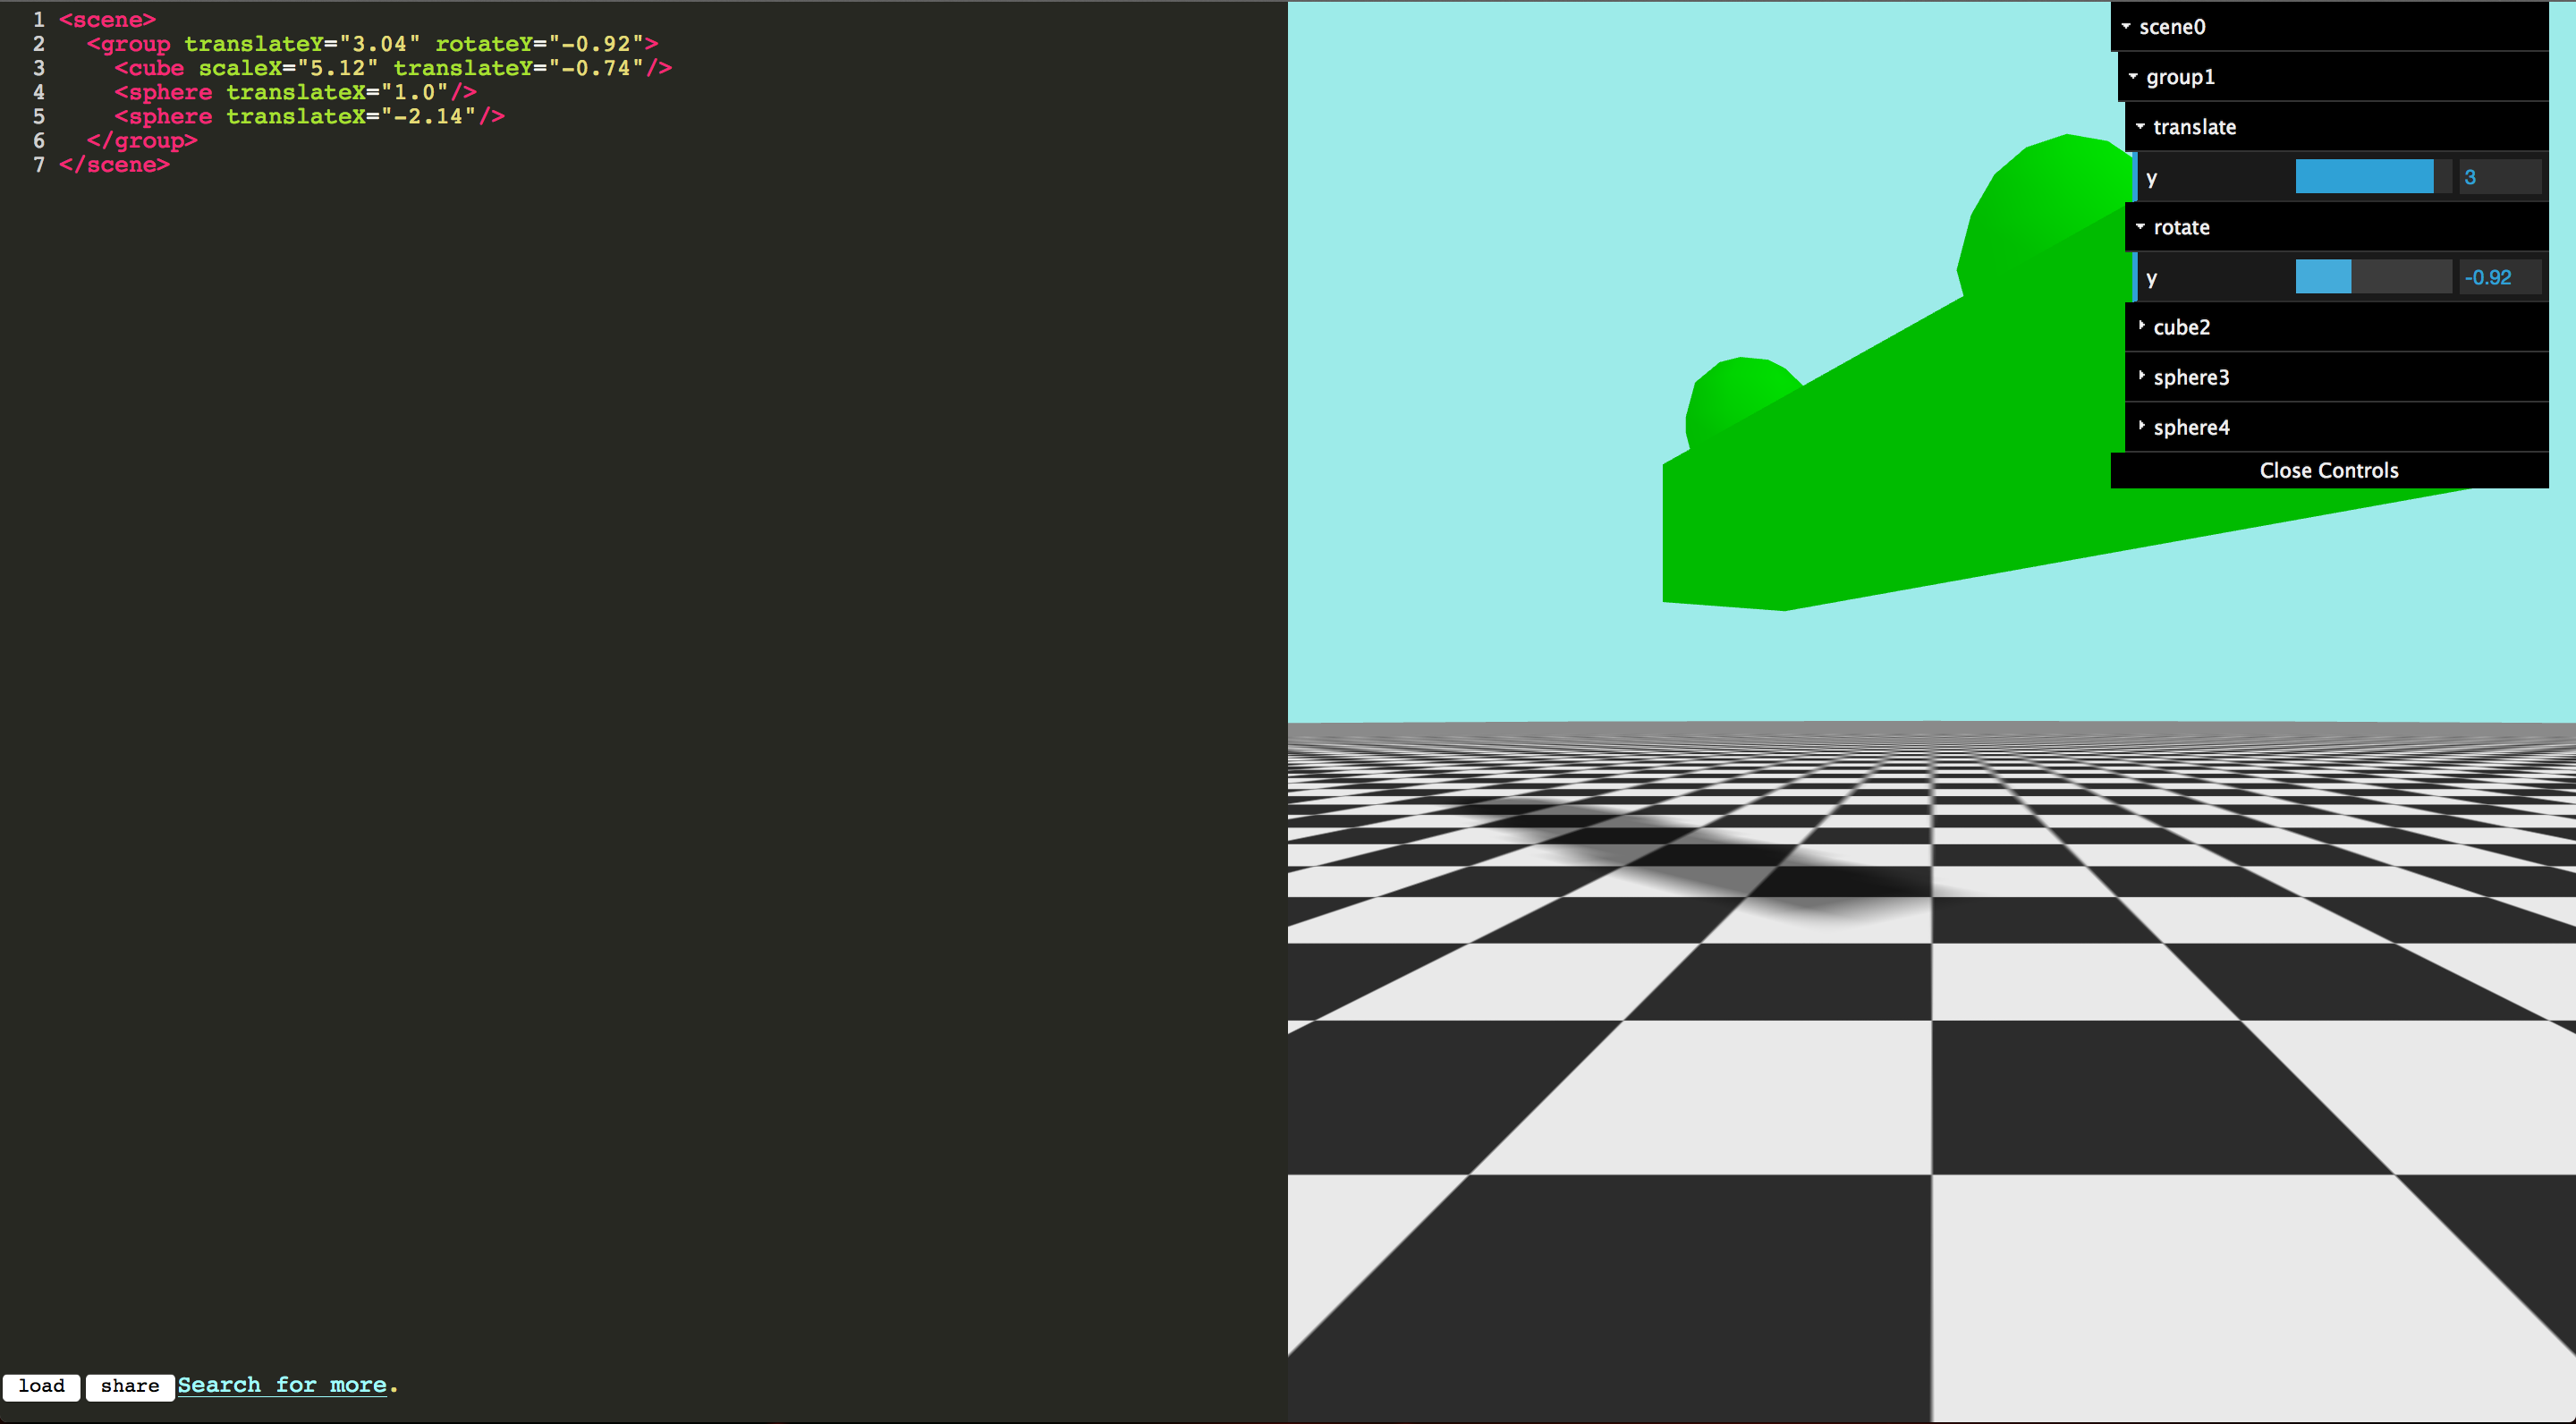 1 <scene>
2   <group translateY="3.04" rotateY="-0.92">
3     <cube scaleX="5.12" translateY="-0.74"/>
4     <sphere translateX="1.0"/>
5     <sphere translateX="-2.14"/>
6   </group>
7 </scene>
load share Search for more.
scene0
group1
translate
y 3
rotate
y -0.92
cube2
sphere3
sphere4
Close Controls